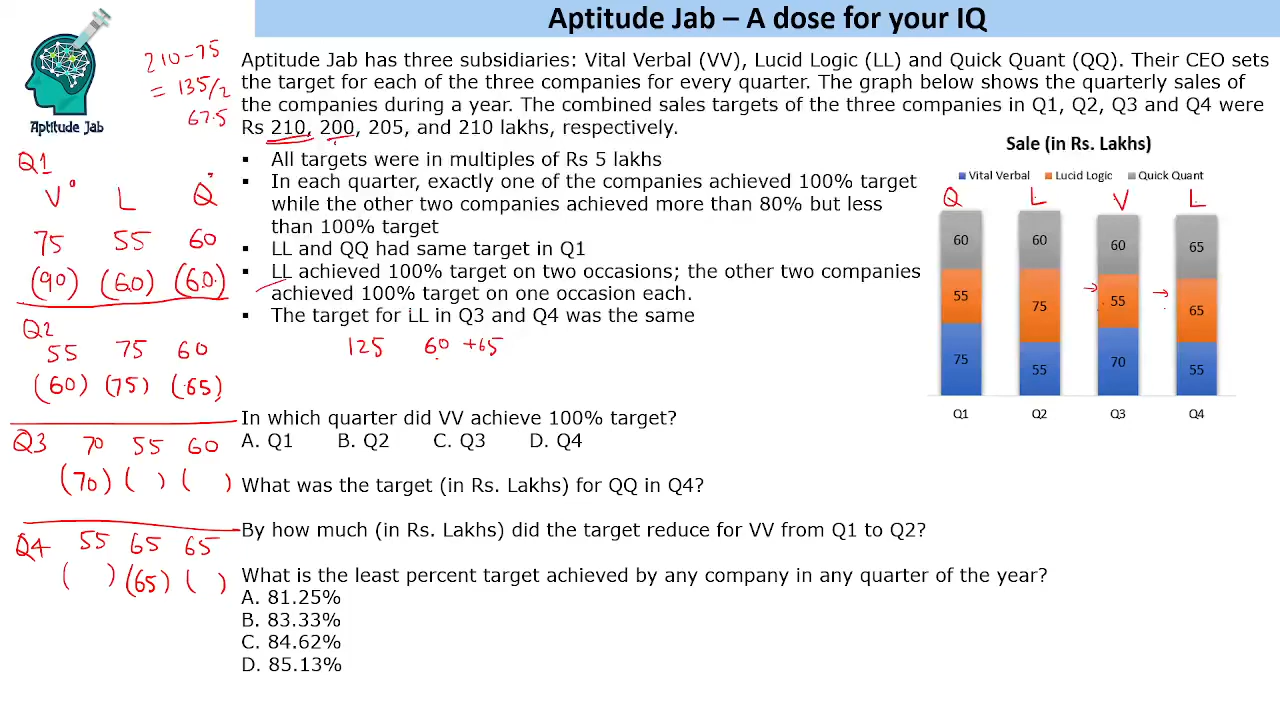 Aptitude Jab – A dose for your IQ
Aptitude Jab
210-75
= 135/2
67.5
Aptitude Jab has three subsidiaries: Vital Verbal (VV), Lucid Logic (LL) and Quick Quant (QQ). Their CEO sets
the target for each of the three companies for every quarter. The graph below shows the quarterly sales of
the companies during a year. The combined sales targets of the three companies in Q1, Q2, Q3 and Q4 were
Rs 210, 200, 205, and 210 lakhs, respectively.
▪ All targets were in multiples of Rs 5 lakhs
▪ In each quarter, exactly one of the companies achieved 100% target
while the other two companies achieved more than 80% but less
than 100% target
▪ LL and QQ had same target in Q1
▪ LL achieved 100% target on two occasions; the other two companies
achieved 100% target on one occasion each.
▪ The target for LL in Q3 and Q4 was the same
125 60 +65
Sale (in Rs. Lakhs)
Vital Verbal Lucid Logic Quick Quant
Q L V L
60 60 60 65
55 75 55 65
75 55 70 55
Q1 Q2 Q3 Q4
Q1
V L Q
75 55 60
(90) (60) (60)
Q2
55 75 60
(60) (75) (65)
Q3 70 55 60
(70) ( ) ( )
Q4 55 65 65
( ) (65) ( )
In which quarter did VV achieve 100% target?
A. Q1 B. Q2 C. Q3 D. Q4
What was the target (in Rs. Lakhs) for QQ in Q4?
By how much (in Rs. Lakhs) did the target reduce for VV from Q1 to Q2?
What is the least percent target achieved by any company in any quarter of the year?
A. 81.25%
B. 83.33%
C. 84.62%
D. 85.13%